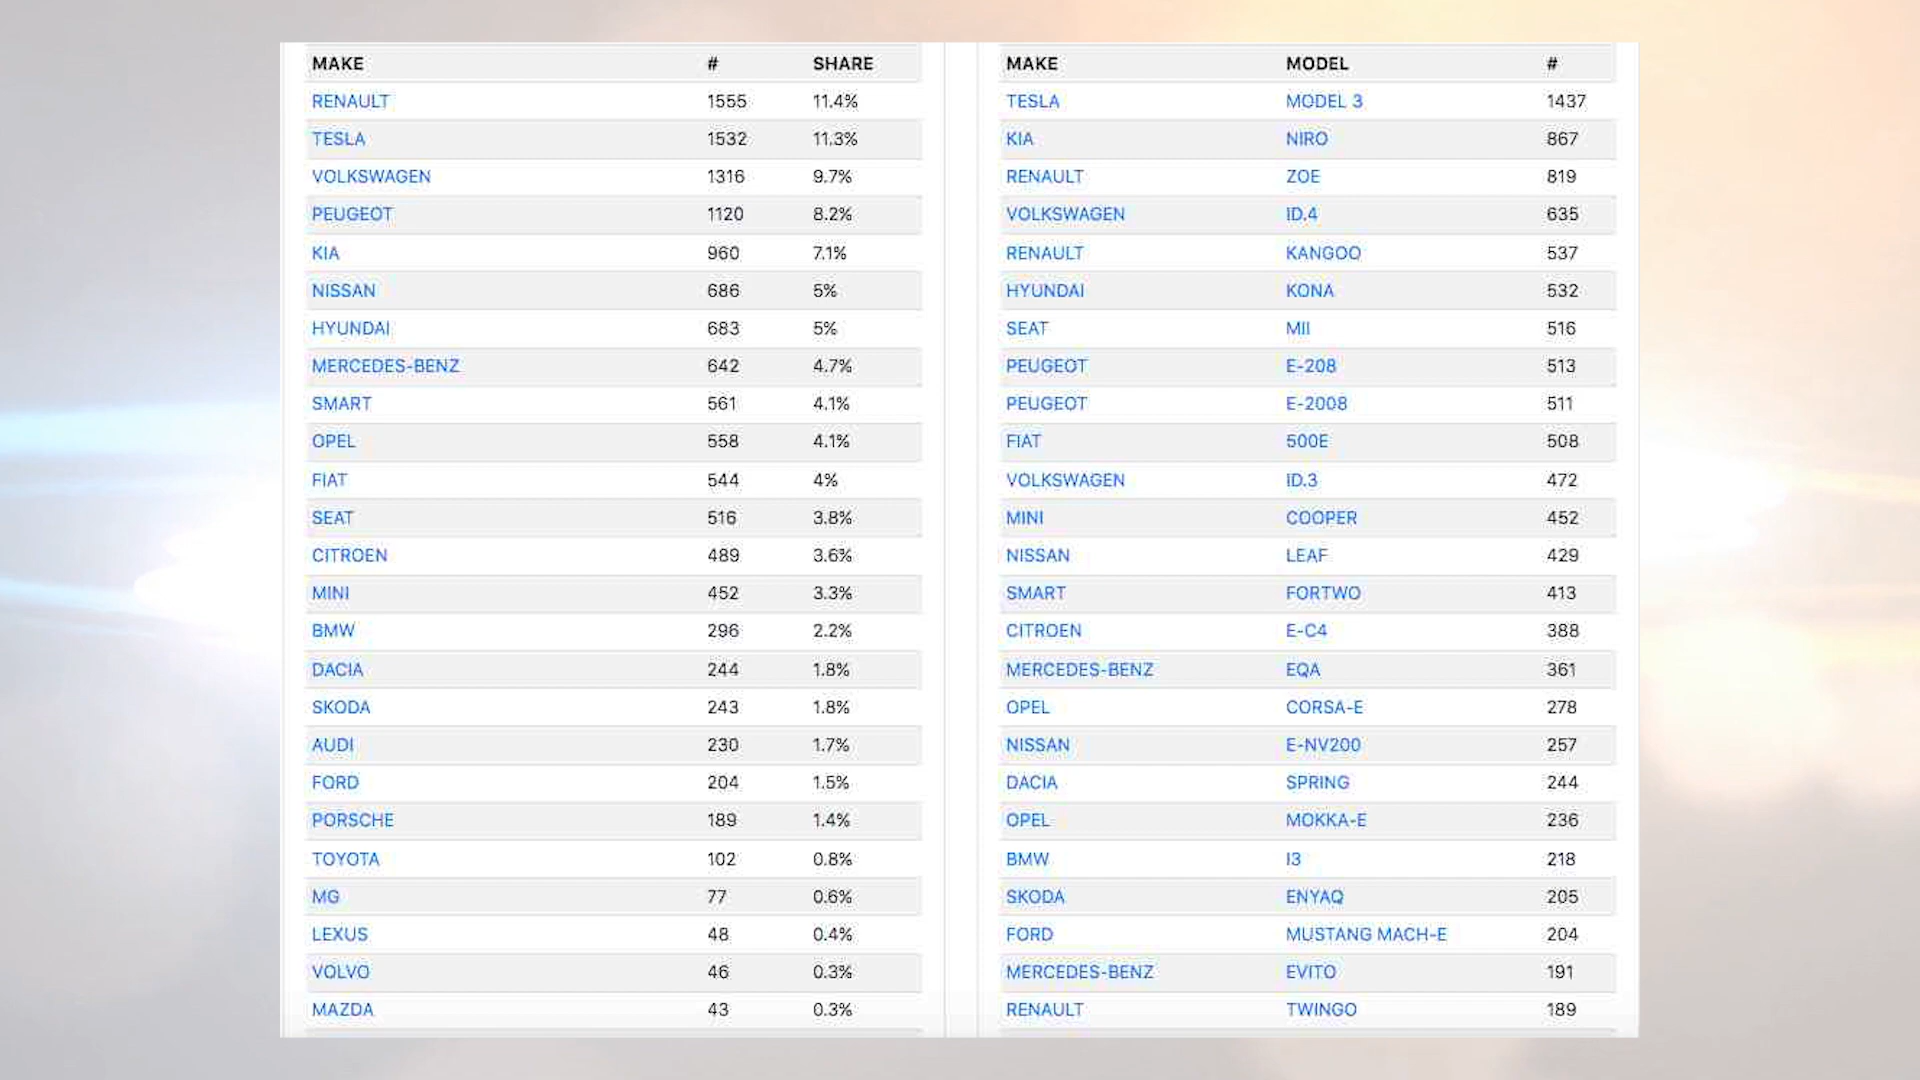 MAKE # SHARE
RENAULT 1555 11.4%
TESLA 1532 11.3%
VOLKSWAGEN 1316 9.7%
PEUGEOT 1120 8.2%
KIA 960 7.1%
NISSAN 686 5%
HYUNDAI 683 5%
MERCEDES-BENZ 642 4.7%
SMART 561 4.1%
OPEL 558 4.1%
FIAT 544 4%
SEAT 516 3.8%
CITROEN 489 3.6%
MINI 452 3.3%
BMW 296 2.2%
DACIA 244 1.8%
SKODA 243 1.8%
AUDI 230 1.7%
FORD 204 1.5%
PORSCHE 189 1.4%
TOYOTA 102 0.8%
MG 77 0.6%
LEXUS 48 0.4%
VOLVO 46 0.3%
MAZDA 43 0.3%
MAKE MODEL #
TESLA MODEL 3 1437
KIA NIRO 867
RENAULT ZOE 819
VOLKSWAGEN ID.4 635
RENAULT KANGOO 537
HYUNDAI KONA 532
SEAT MII 516
PEUGEOT E-208 513
PEUGEOT E-2008 511
FIAT 500E 508
VOLKSWAGEN ID.3 472
MINI COOPER 452
NISSAN LEAF 429
SMART FORTWO 413
CITROEN E-C4 388
MERCEDES-BENZ EQA 361
OPEL CORSA-E 278
NISSAN E-NV200 257
DACIA SPRING 244
OPEL MOKKA-E 236
BMW I3 218
SKODA ENYAQ 205
FORD MUSTANG MACH-E 204
MERCEDES-BENZ EVITO 191
RENAULT TWINGO 189